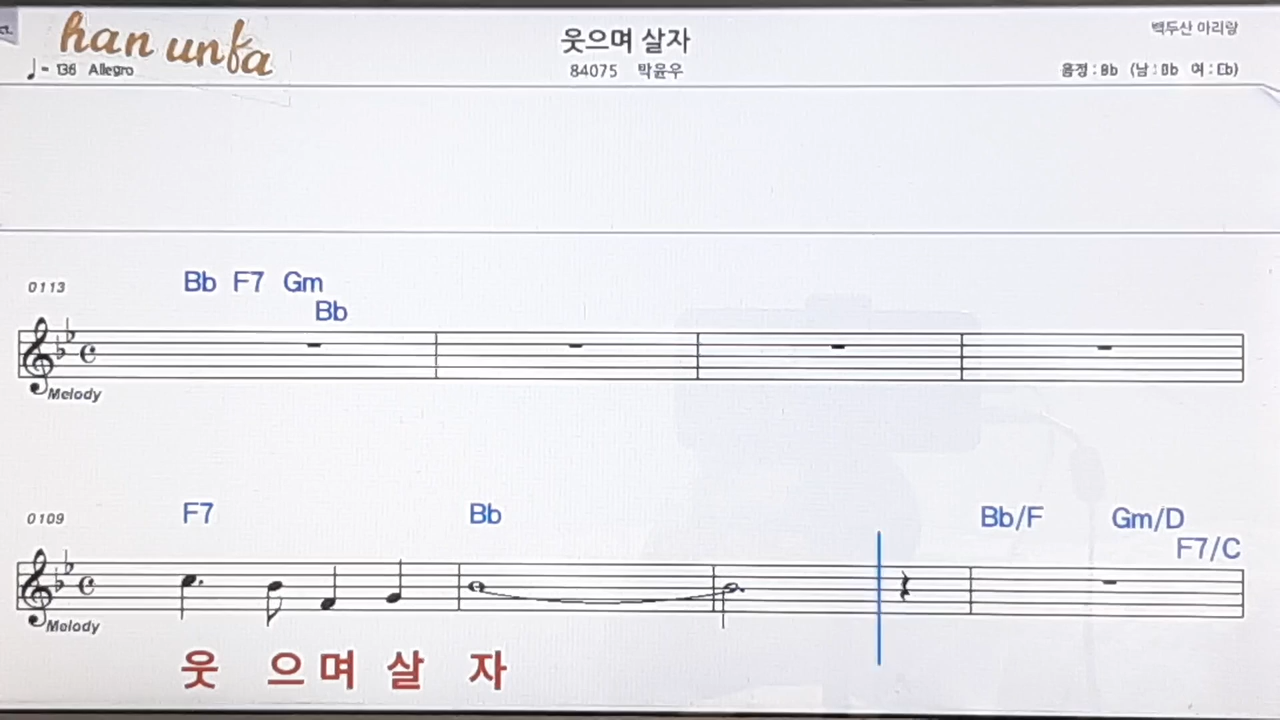 han unfa
♩= 136 Allegro
웃으며 살자
84075 박윤우
백두산 아리랑
음정 : Bb (남 : Bb 여 : Eb)
0113
Bb F7 Gm
Bb
Melody
0109
F7 Bb Bb/F Gm/D
F7/C
Melody
웃 으 며 살 자